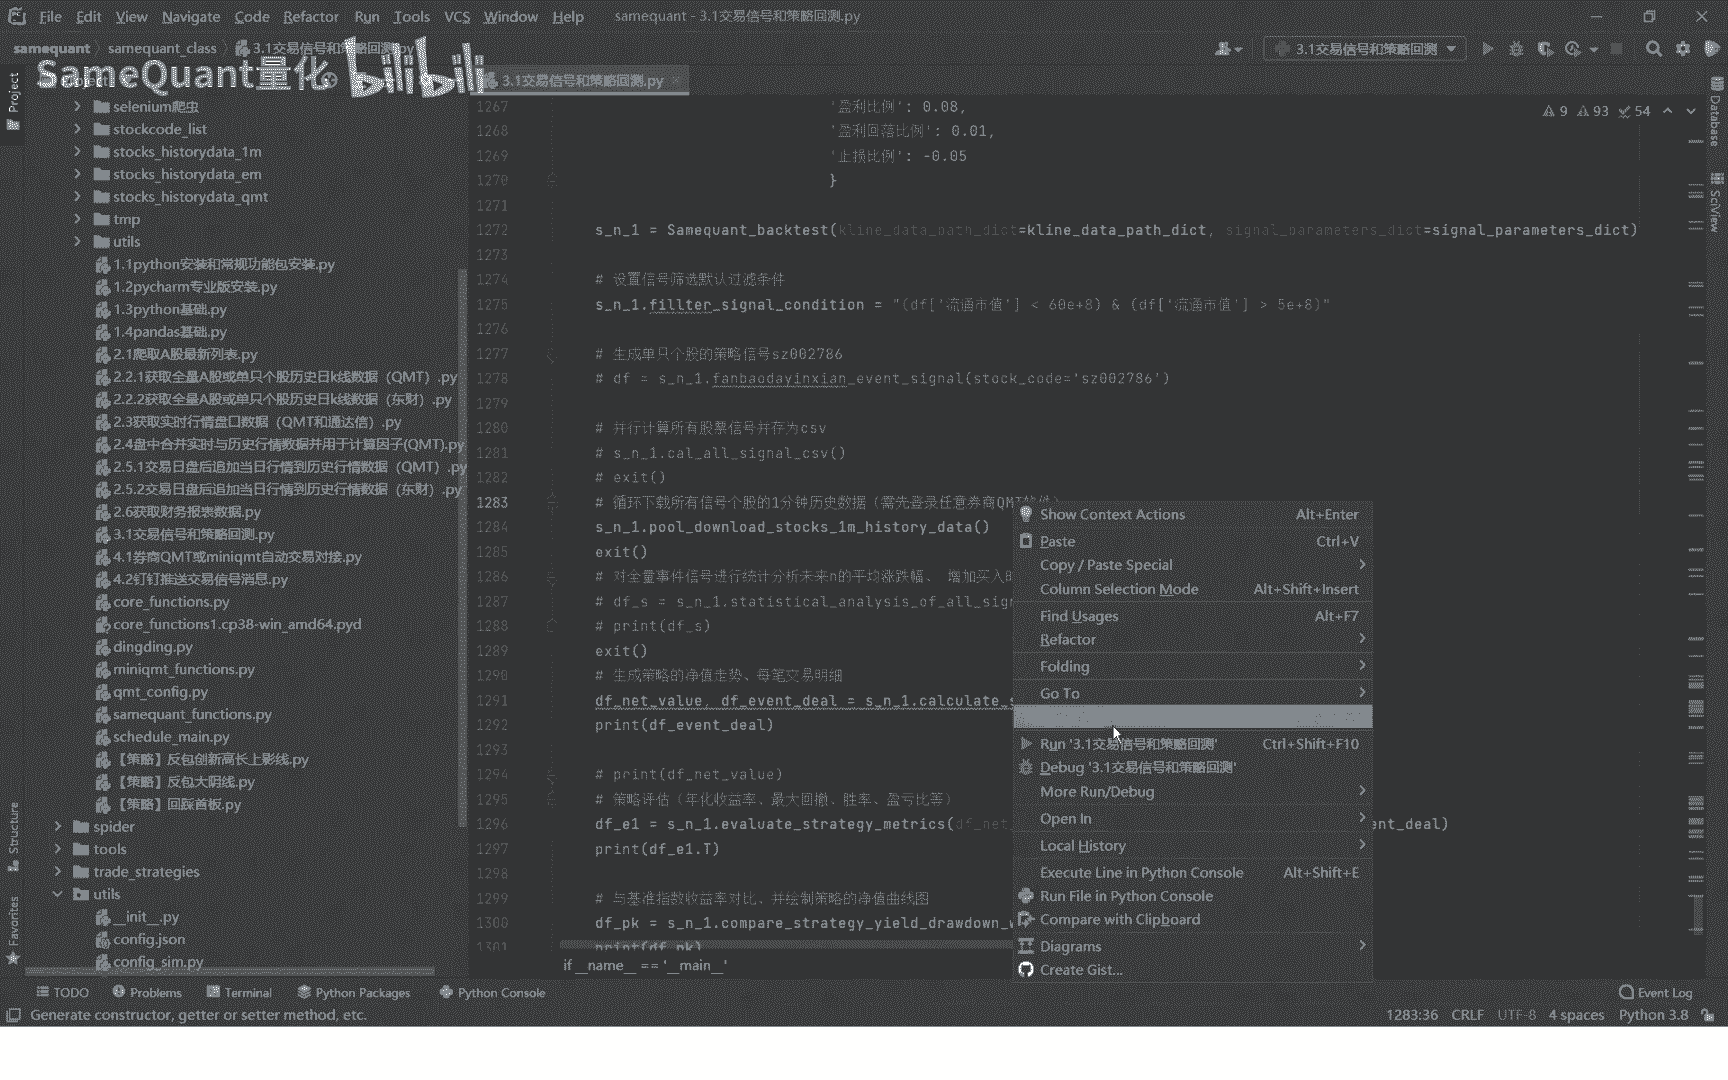 File Edit View Navigate Code Refactor Run Tools VCS Window Help samequant - 3.1交易信号和策略回测.py
samequant samequant_class 3.1交易信号和策略回测.py 3.1交易信号和策略回测
SameQuant量化 bilibili
Project
3.1交易信号和策略回测.py
selenium爬虫
stockcode_list
stocks_historydata_1m
stocks_historydata_em
stocks_historydata_qmt
tmp
utils
1.1python安装和常规功能包安装.py
1.2pycharm专业版安装.py
1.3python基础.py
1.4pandas基础.py
2.1爬取A股最新列表.py
2.2.1获取全量A股或单只个股历史日k线数据（QMT）.py
2.2.2获取全量A股或单只个股历史日k线数据（东财）.py
2.3获取实时行情盘口数据（QMT和通达信）.py
2.4盘中合并实时与历史行情数据并用于计算因子(QMT).py
2.5.1交易日盘后追加当日行情到历史行情数据（QMT）.py
2.5.2交易日盘后追加当日行情到历史行情数据（东财）.py
2.6获取财务报表数据.py
3.1交易信号和策略回测.py
4.1券商QMT或miniqmt自动交易对接.py
4.2钉钉推送交易信号消息.py
core_functions.py
core_functions1.cp38-win_amd64.pyd
dingding.py
miniqmt_functions.py
qmt_config.py
samequant_functions.py
schedule_main.py
【策略】反包创新高长上影线.py
【策略】反包大阴线.py
【策略】回踩首板.py
spider
tools
trade_strategies
utils
__init__.py
config.json
config_sim.py
Structure
Favorites
9 93 54
Database
SciView
1267 '盈利比例': 0.08,
1268 '盈利回落比例': 0.01,
1269 '止损比例': -0.05
1270 }
1271
1272 s_n_1 = Samequant_backtest(kline_data_path_dict=kline_data_path_dict, signal_parameters_dict=signal_parameters_dict)
1273
1274 # 设置信号筛选默认过滤条件
1275 s_n_1.fillter_signal_condition = "(df['流通市值'] < 60e+8) & (df['流通市值'] > 5e+8)"
1276
1277 # 生成单只个股的策略信号sz002786
1278 # df = s_n_1.fanbaodayinxian_event_signal(stock_code='sz002786')
1279
1280 # 并行计算所有股票信号并存为csv
1281 # s_n_1.cal_all_signal_csv()
1282 # exit()
1283 # 循环下载所有信号个股的1分钟历史数据（需先登录任意券商QMT软件）
1284 s_n_1.pool_download_stocks_1m_history_data()
1285 exit()
1286 # 对全量事件信号进行统计分析未来n的平均涨跌幅、 增加买入
1287 # df_s = s_n_1.statistical_analysis_of_all_sig
1288 # print(df_s)
1289 exit()
1290 # 生成策略的净值走势、每笔交易明细
1291 df_net_value, df_event_deal = s_n_1.calculate_s
1292 print(df_event_deal)
1293
1294 # print(df_net_value)
1295 # 策略评估（年化收益率、最大回撤、胜率、盈亏比等）
1296 df_e1 = s_n_1.evaluate_strategy_metrics(df_net ent_deal)
1297 print(df_e1.T)
1298
1299 # 与基准指数收益率对比、并绘制策略的净值曲线图
1300 df_pk = s_n_1.compare_strategy_yield_drawdown_
1301 print(df_pk)
if __name__ == '__main__'
Show Context Actions Alt+Enter
Paste Ctrl+V
Copy / Paste Special
Column Selection Mode Alt+Shift+Insert
Find Usages Alt+F7
Refactor
Folding
Go To
Run '3.1交易信号和策略回测' Ctrl+Shift+F10
Debug '3.1交易信号和策略回测'
More Run/Debug
Open In
Local History
Execute Line in Python Console Alt+Shift+E
Run File in Python Console
Compare with Clipboard
Diagrams
Create Gist...
TODO Problems Terminal Python Packages Python Console Event Log
Generate constructor, getter or setter method, etc. 1283:36 CRLF UTF-8 4 spaces Python 3.8